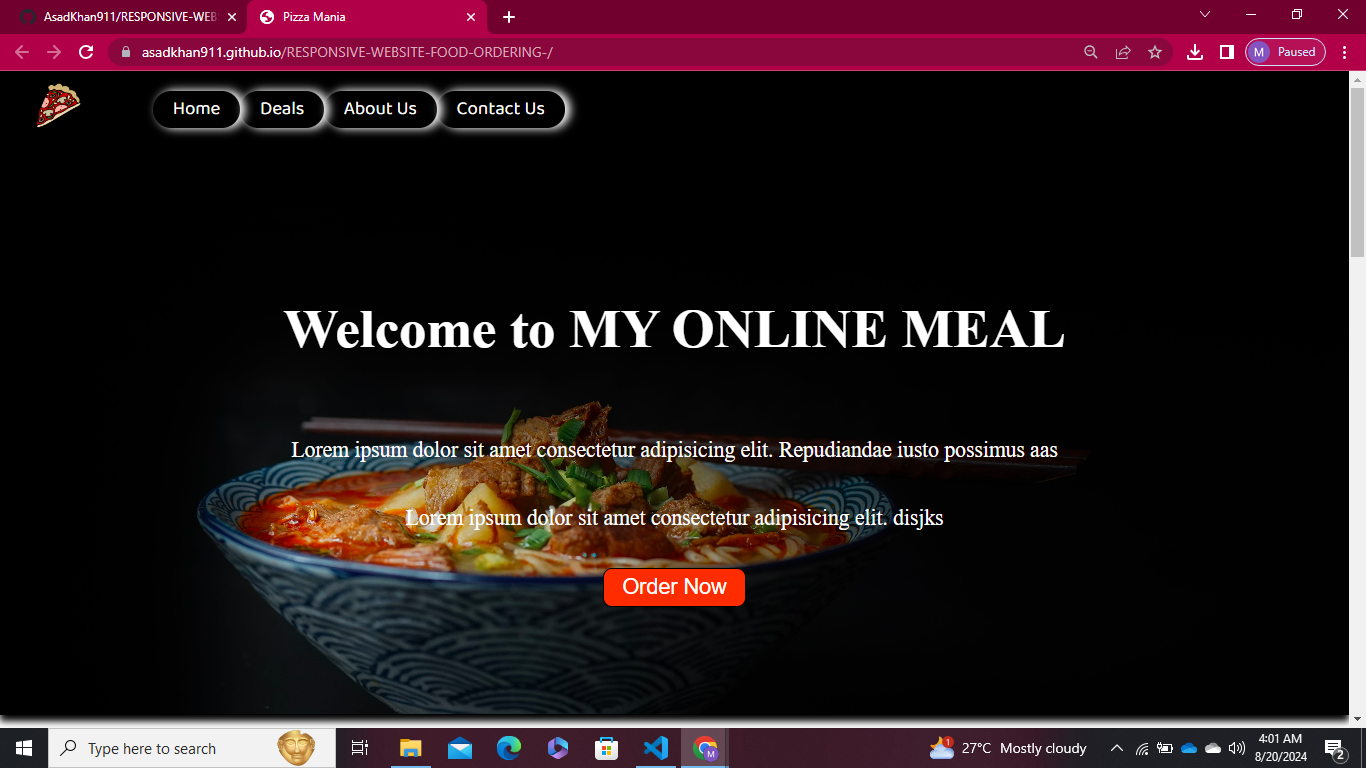 AsadKhan911/RESPONSIVE-WEB
Pizza Mania
asadkhan911.github.io/RESPONSIVE-WEBSITE-FOOD-ORDERING-/
M Paused
Home Deals About Us Contact Us
Welcome to MY ONLINE MEAL
Lorem ipsum dolor sit amet consectetur adipisicing elit. Repudiandae iusto possimus aas
Lorem ipsum dolor sit amet consectetur adipisicing elit. disjks
Order Now
Type here to search
M
1
27°C Mostly cloudy
4:01 AM
8/20/2024
2